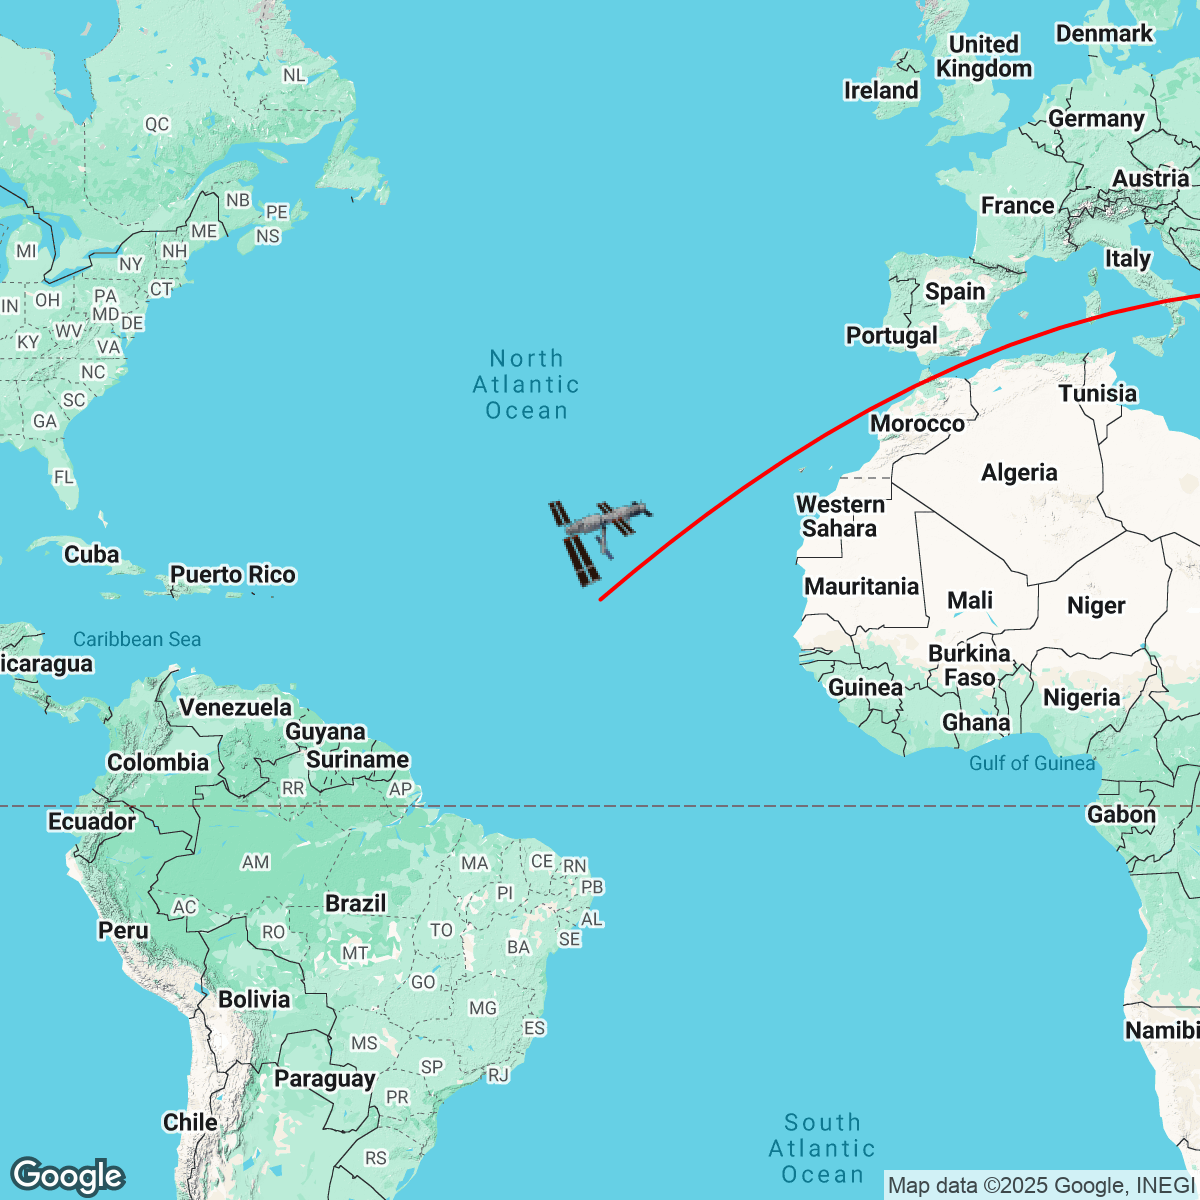 Denmark
United
Kingdom
Ireland
NL
Germany
QC
Austria
NB
PE
France
ME
NS
MI
NH
NY
Italy
CT
Spain
IN
OH
PA
MD
DE
WV
Portugal
KY
VA
North
Atlantic
Ocean
NC
Tunisia
SC
GA
Morocco
Algeria
FL
Western
Sahara
Cuba
Puerto Rico
Mauritania
Mali
Niger
Caribbean Sea
icaragua
Burkina
Faso
Guinea
Nigeria
Venezuela
Ghana
Guyana
Colombia
Suriname
Gulf of Guinea
RR
AP
Gabon
Ecuador
AM
MA
CE
RN
PI
PB
AC
Brazil
AL
Peru
RO
TO
SE
MT
BA
GO
Bolivia
MG
ES
Namibi
MS
SP
RJ
Paraguay
PR
Chile
South
Atlantic
Ocean
RS
Google
Map data ©2025 Google, INEGI